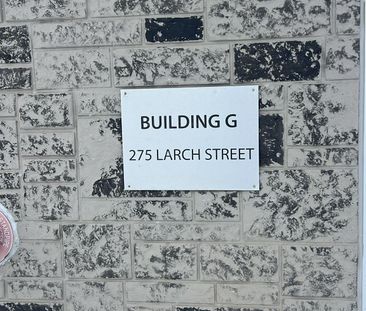 BUILDING G
275 LARCH STREET